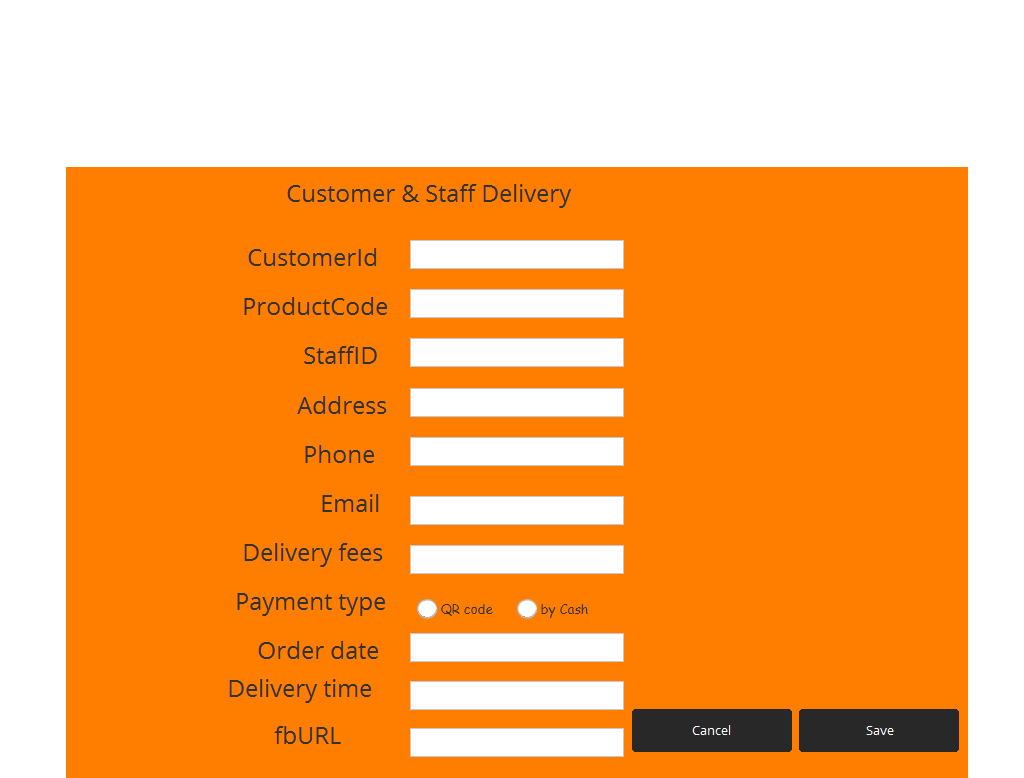 Customer & Staff Delivery
CustomerId
ProductCode
StaffID
Address
Phone
Email
Delivery fees
Payment type QR code by Cash
Order date
Delivery time
fbURL Cancel Save